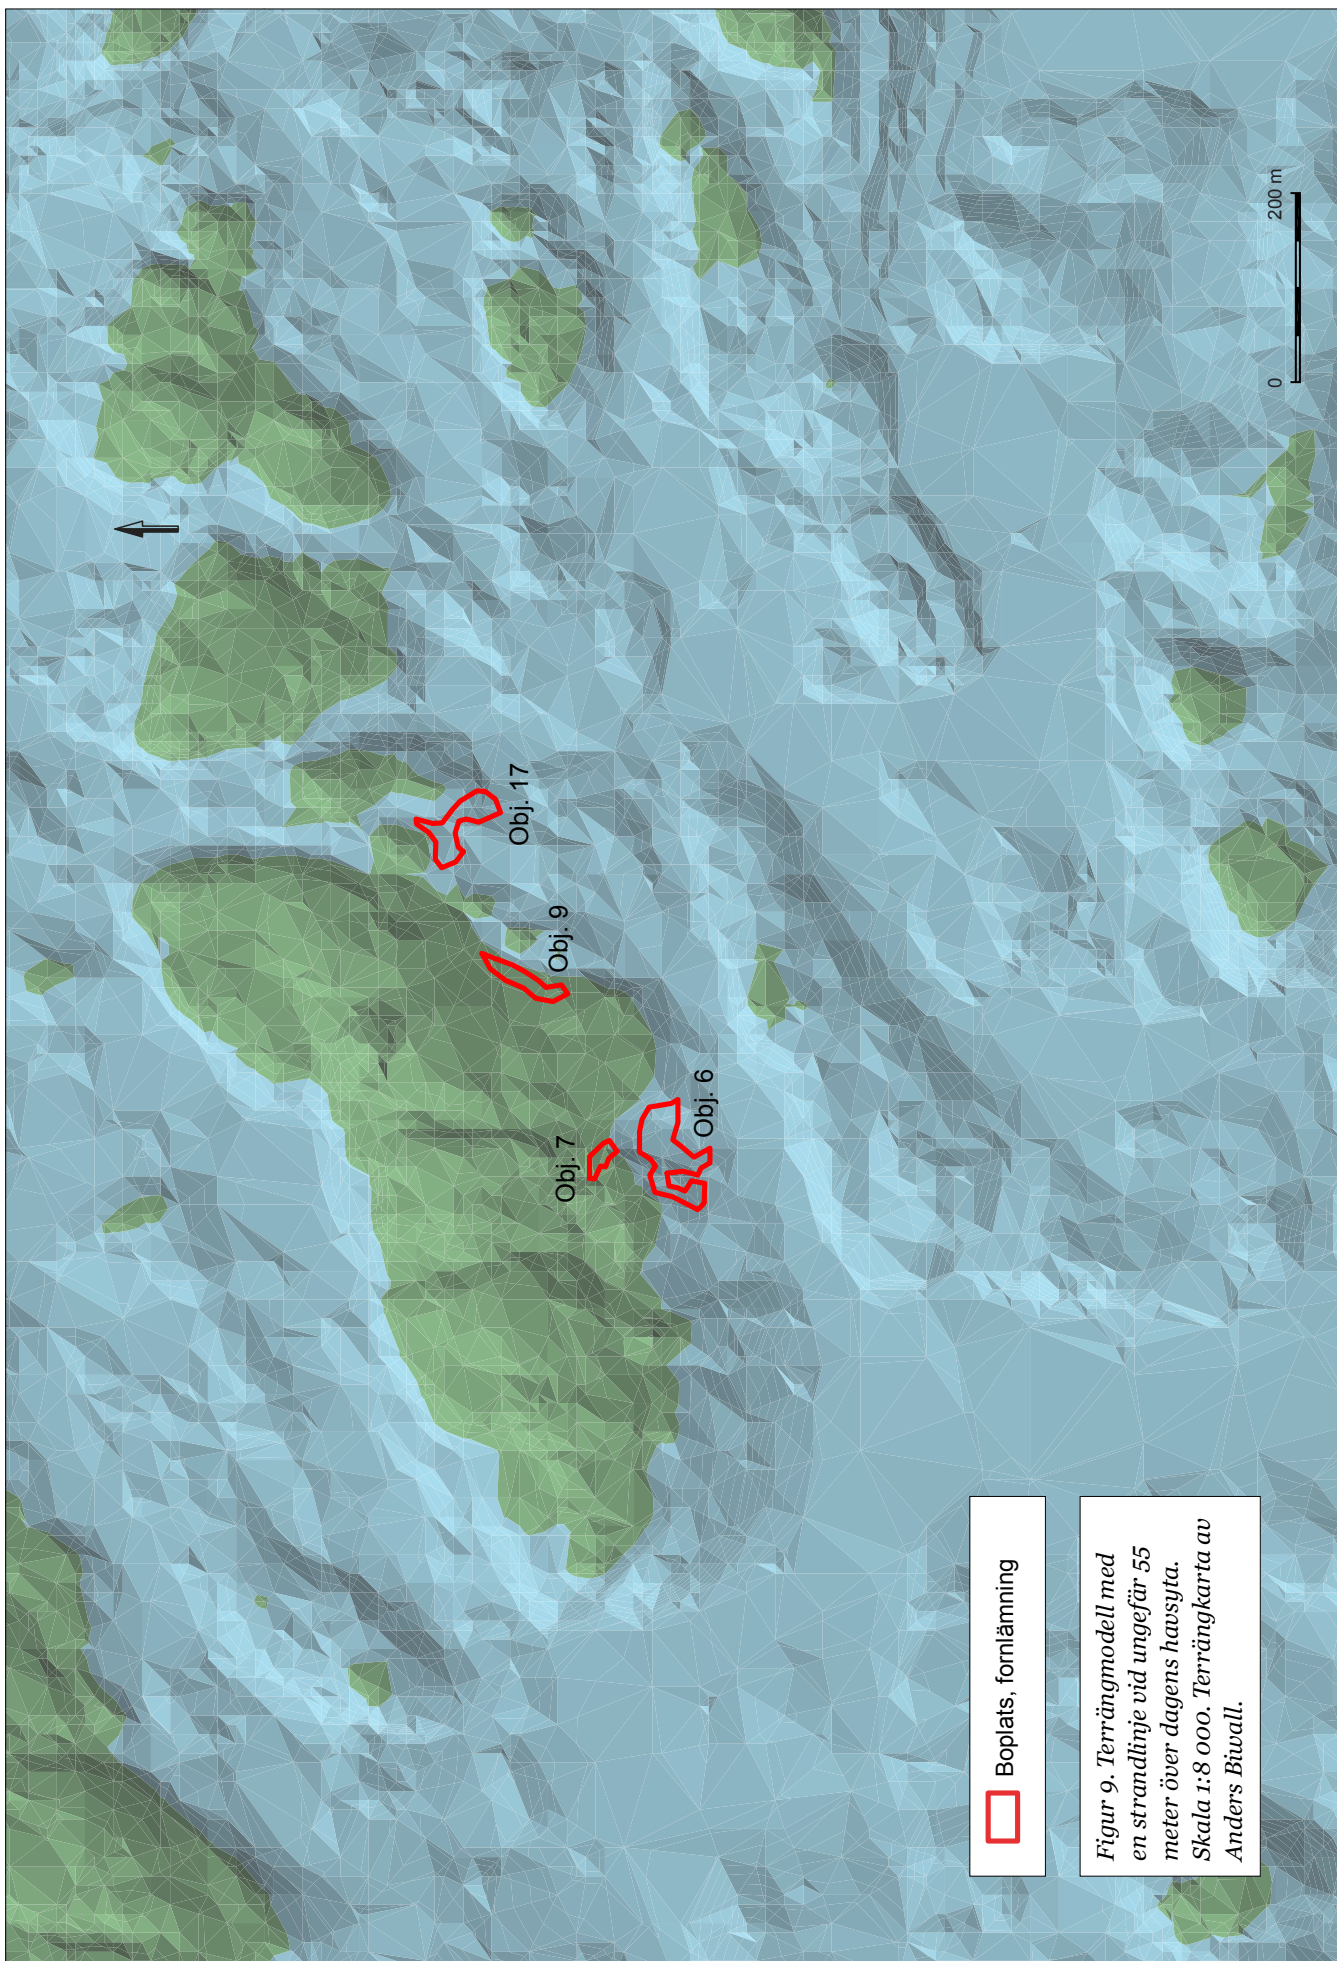 Obj. 7
Obj. 6
Obj. 9
Obj. 17
Boplats, fornlämning
Figur 9. Terrängmodell med
en strandlinje vid ungefär 55
meter över dagens havsyta.
Skala 1:8 000. Terrängkarta av
Anders Biwall.
0
200 m